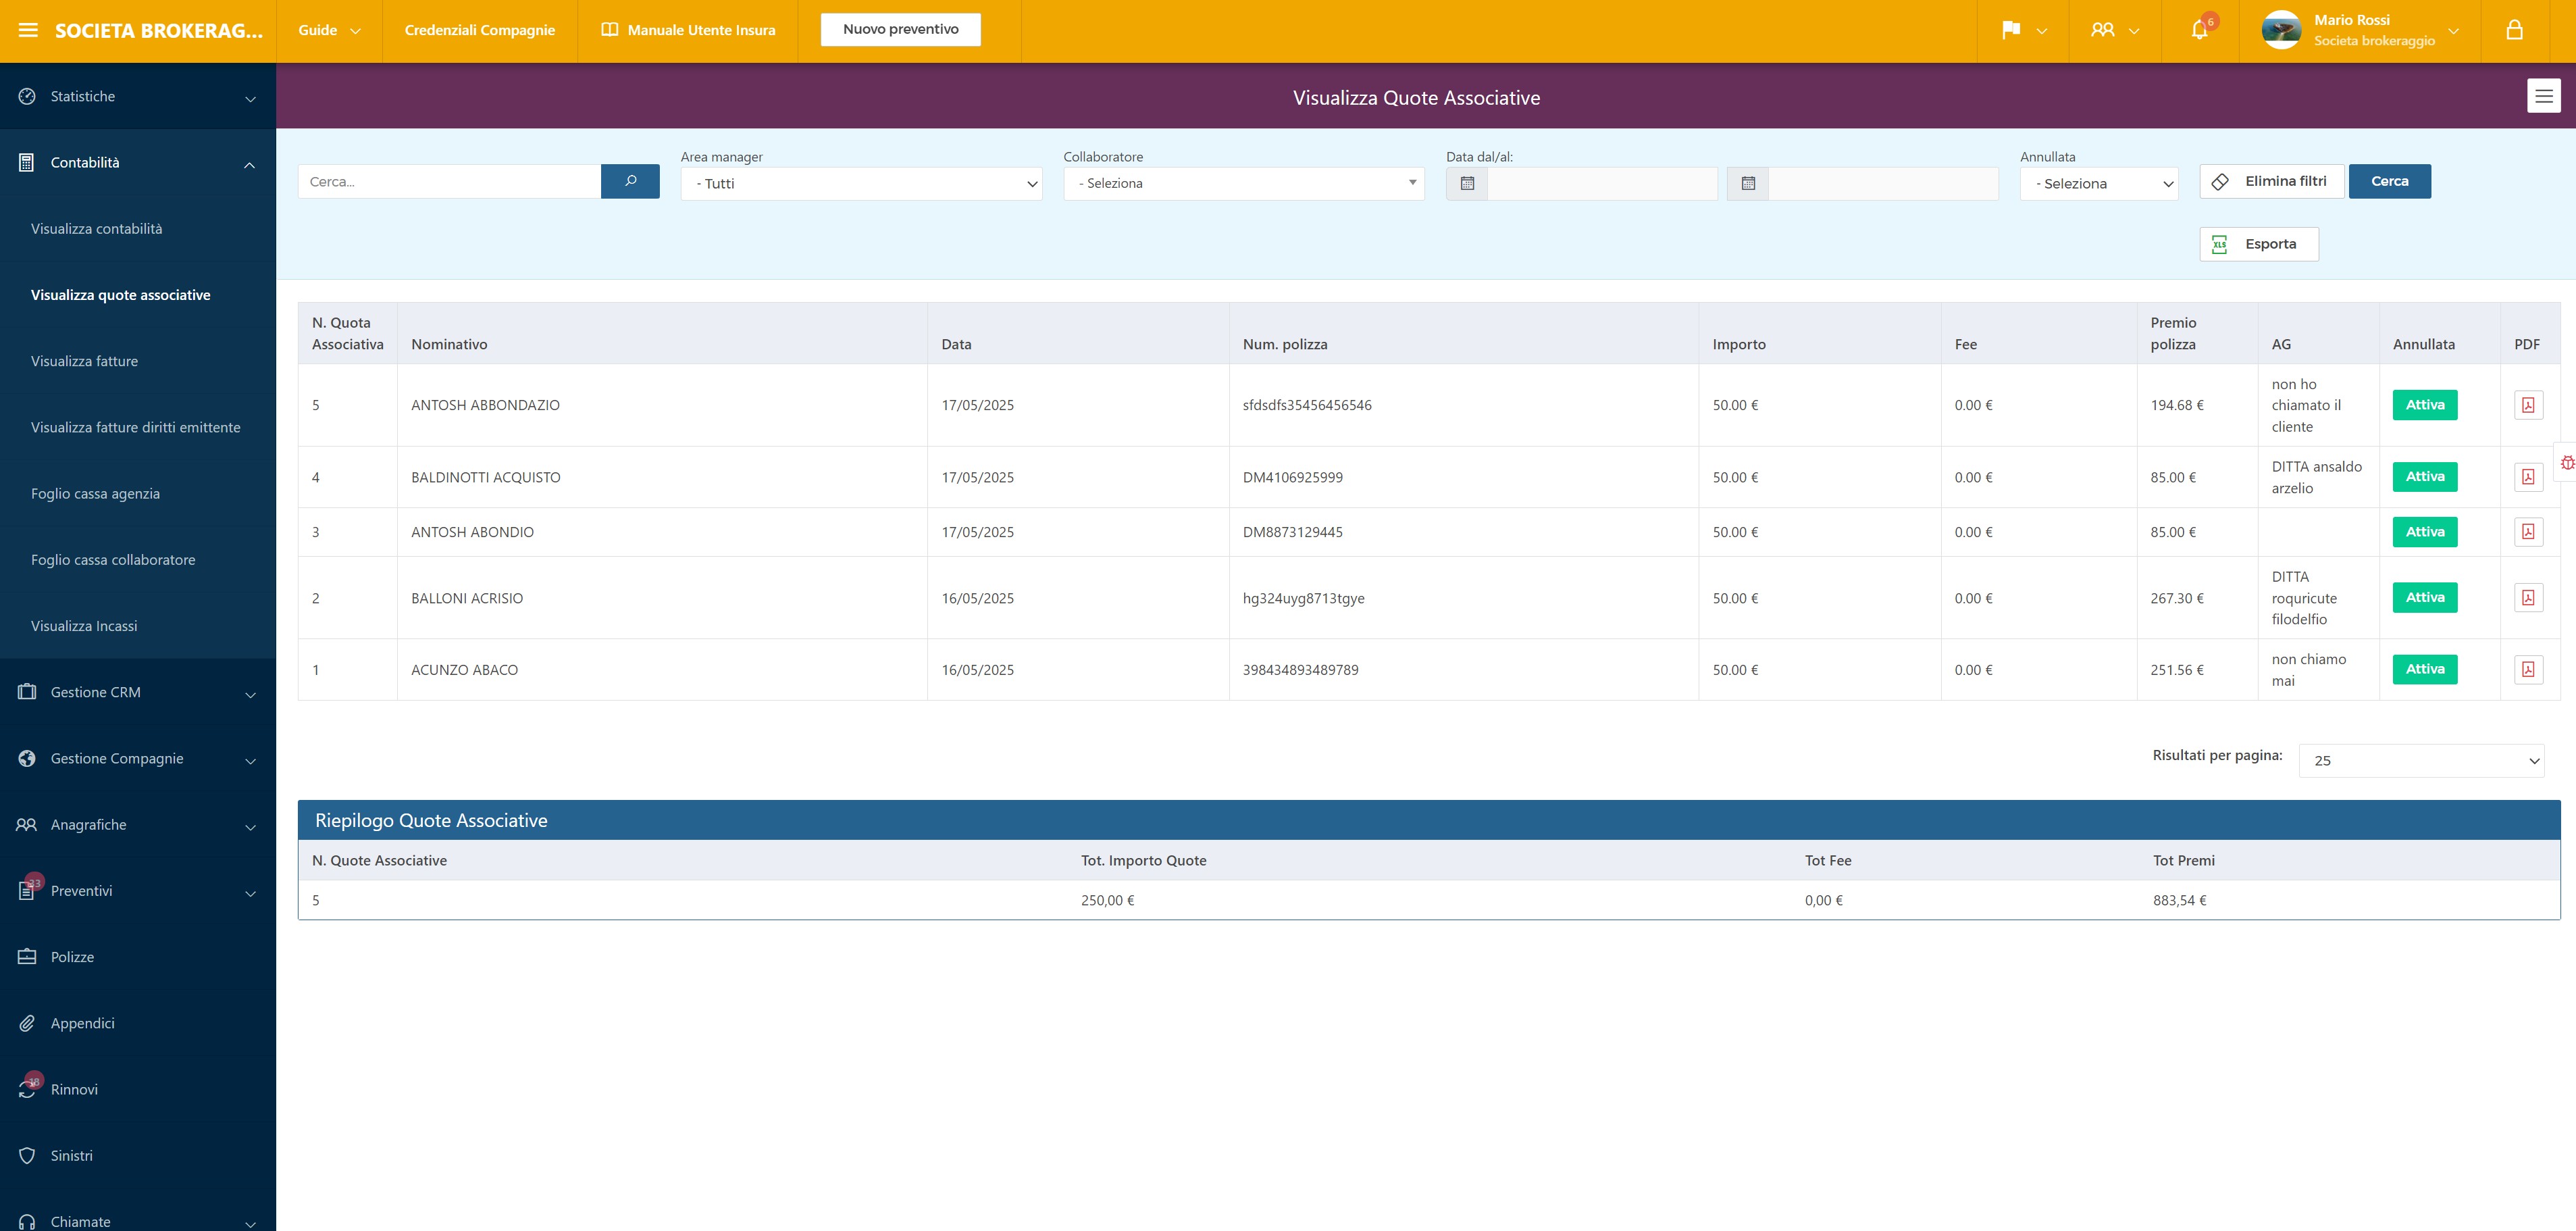 SOCIETA BROKERAG...
Guide
Credenziali Compagnie
Manuale Utente Insura
Nuovo preventivo
6
Mario Rossi
Societa brokeraggio
Statistiche
Contabilità
Visualizza contabilità
Visualizza quote associative
Visualizza fatture
Visualizza fatture diritti emittente
Foglio cassa agenzia
Foglio cassa collaboratore
Visualizza Incassi
Gestione CRM
Gestione Compagnie
Anagrafiche
33
Preventivi
Polizze
Appendici
18
Rinnovi
Sinistri
Chiamate
Visualizza Quote Associative
Cerca...
Area manager
- Tutti
Collaboratore
- Seleziona
Data dal/al:
Annullata
- Seleziona
Elimina filtri
Cerca
XLS Esporta
N. Quota Associativa Nominativo Data Num. polizza Importo Fee Premio polizza AG Annullata PDF
5 ANTOSH ABBONDAZIO 17/05/2025 sfdsdfs35456456546 50.00 € 0.00 € 194.68 € non ho chiamato il cliente Attiva
4 BALDINOTTI ACQUISTO 17/05/2025 DM4106925999 50.00 € 0.00 € 85.00 € DITTA ansaldo arzelio Attiva
3 ANTOSH ABONDIO 17/05/2025 DM8873129445 50.00 € 0.00 € 85.00 € Attiva
2 BALLONI ACRISIO 16/05/2025 hg324uyg8713tgye 50.00 € 0.00 € 267.30 € DITTA roquricute filodelfio Attiva
1 ACUNZO ABACO 16/05/2025 398434893489789 50.00 € 0.00 € 251.56 € non chiamo mai Attiva
Risultati per pagina: 25
Riepilogo Quote Associative
N. Quote Associative Tot. Importo Quote Tot Fee Tot Premi
5 250,00 € 0,00 € 883,54 €